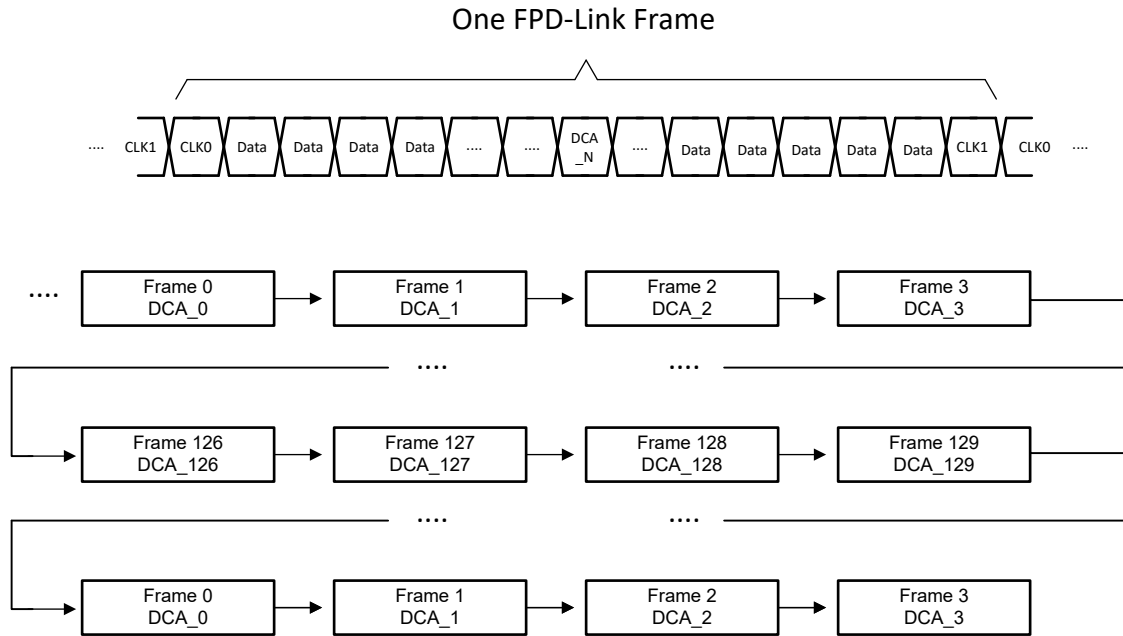 One FPD-Link Frame
.... CLK1 CLK0 Data Data Data Data .... .... DCA _N .... Data Data Data Data Data CLK1 CLK0 ....
.... Frame 0 Frame 1 Frame 2 Frame 3
DCA_0 DCA_1 DCA_2 DCA_3
.... ....
Frame 126 Frame 127 Frame 128 Frame 129
DCA_126 DCA_127 DCA_128 DCA_129
.... ....
Frame 0 Frame 1 Frame 2 Frame 3
DCA_0 DCA_1 DCA_2 DCA_3